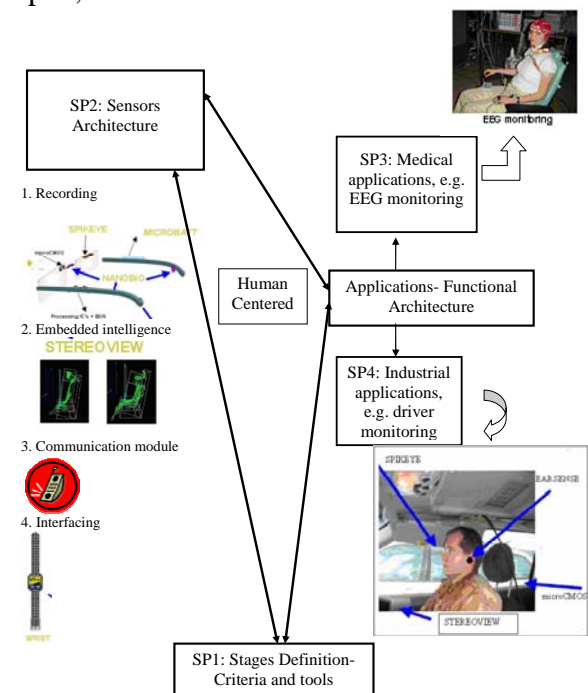 EEG monitoring
SP2: Sensors
Architecture
SP3: Medical
applications, e.g.
EEG monitoring
1. Recording
SPIKEYE
MICROBATT
microCMOS
NANOBIO
Processing IC's +
Human
Centered
Applications- Functional
Architecture
2. Embedded intelligence
STEREOVIEW
SP4: Industrial
applications,
e.g. driver
monitoring
3. Communication module
4. Interfacing
WRIST
SPIKEYE
EARSENSE
microCMOS
STEREOVIEW
SP1: Stages Definition-
Criteria and tools